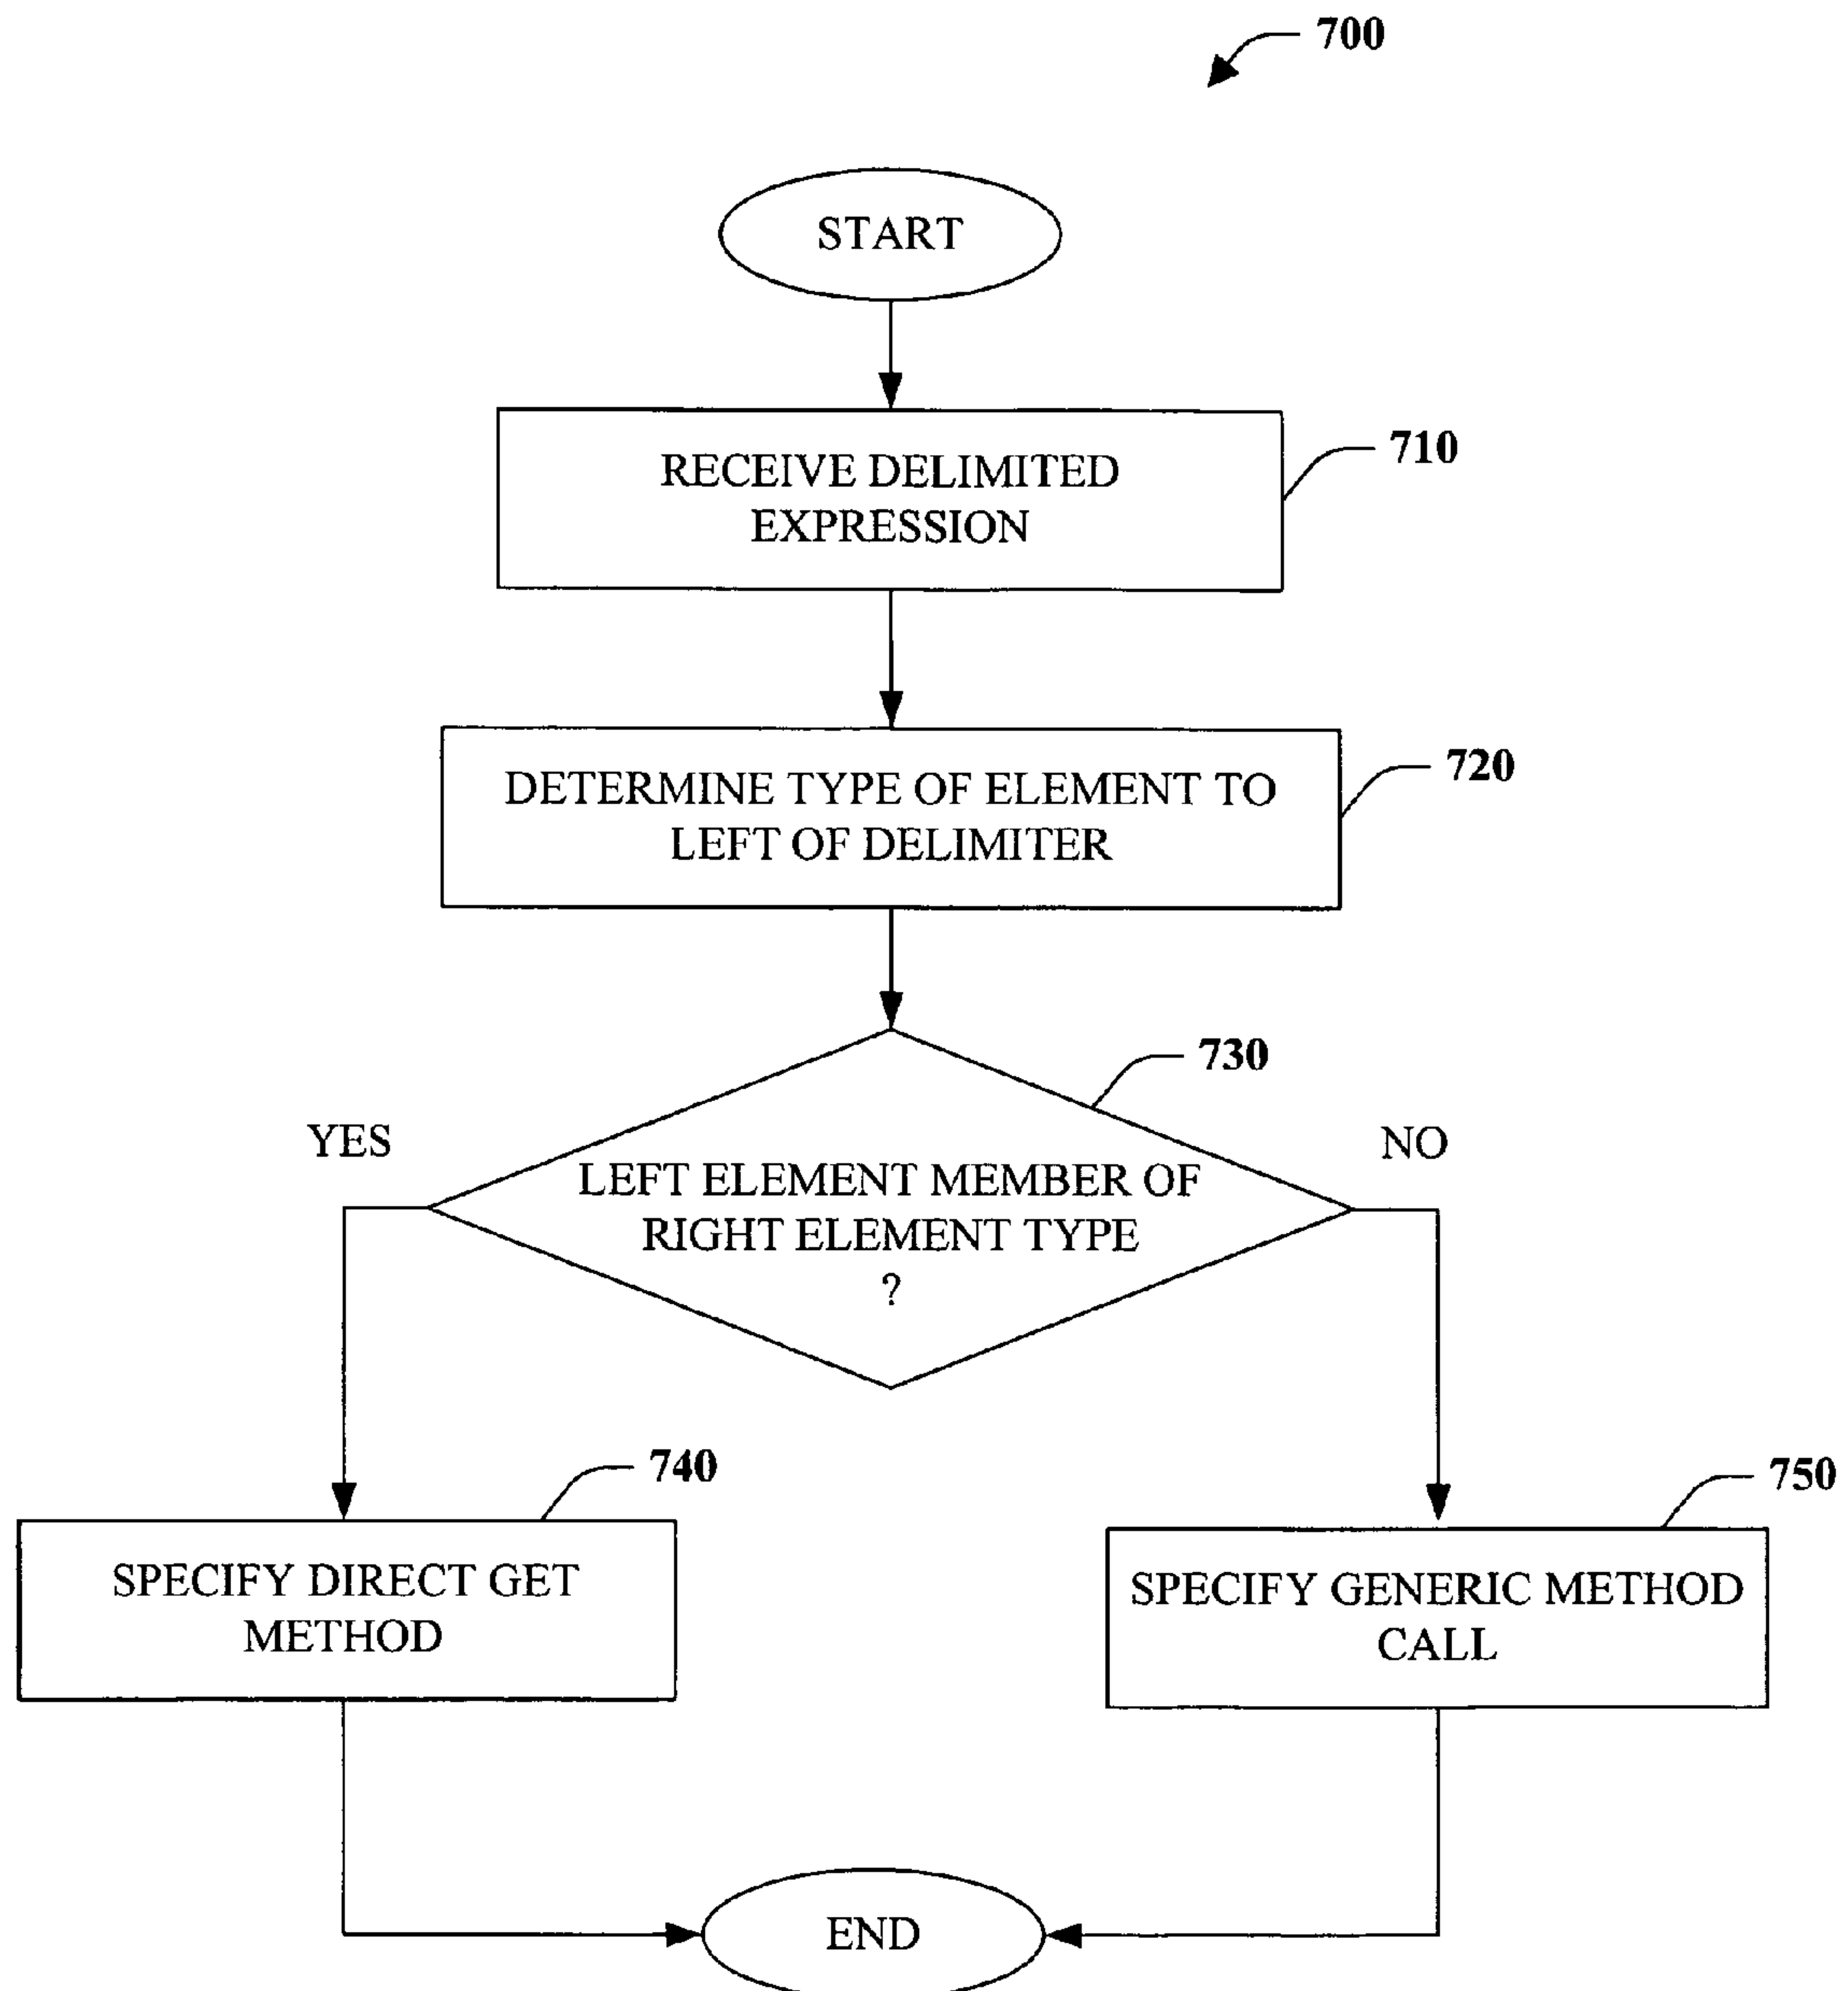 700
START
RECEIVE DELIMITED
EXPRESSION
710
DETERMINE TYPE OF ELEMENT TO
LEFT OF DELIMITER
720
730
YES
NO
LEFT ELEMENT MEMBER OF
RIGHT ELEMENT TYPE
?
740
750
SPECIFY DIRECT GET
METHOD
SPECIFY GENERIC METHOD
CALL
END